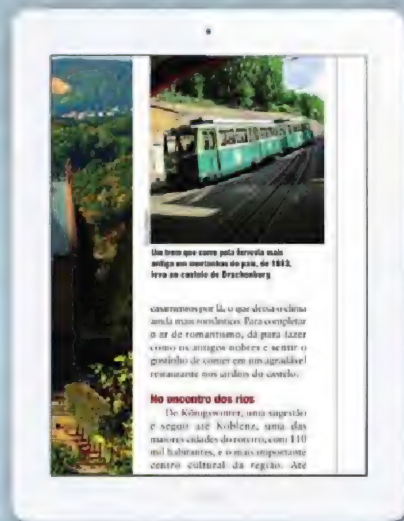 Um trem que corre pela ferrovia mais
antiga em montanhas do país, de 1883,
leva ao castelo de Drachenburg
casamentos por lá, o que deixa o clima
ainda mais romântico. Para completar
o ar de romantismo, dá para fazer
como os antigos nobres e sentir o
gostinho de comer em um agradável
restaurante nos jardins do castelo.
No encontro dos rios
De Königswinter, uma sugestão
é seguir até Koblenz, uma das
maiores cidades do roteiro, com 110
mil habitantes, e o mais importante
centro cultural da região. Até